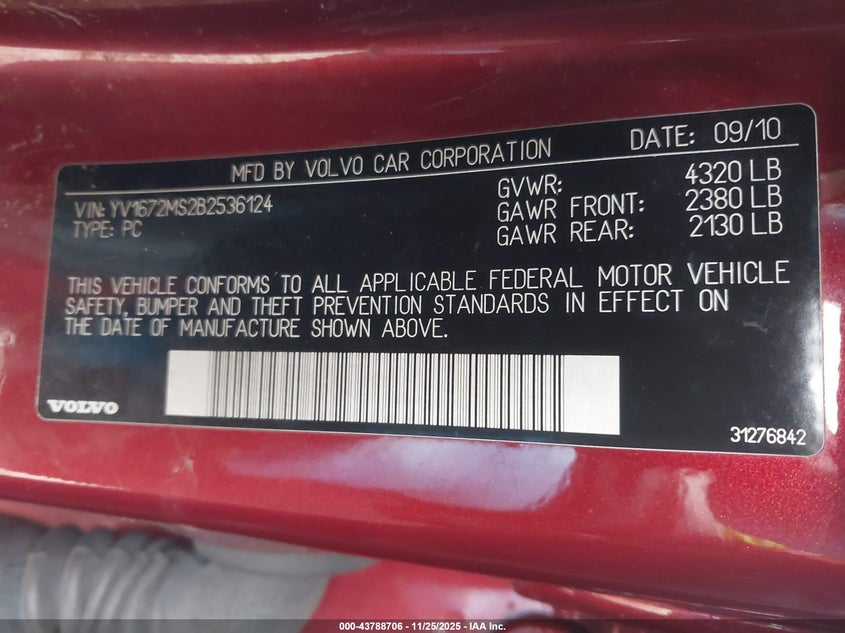 MFD BY VOLVO CAR CORPORATION DATE: 09/10
VIN: YV1672MS2B2536124
TYPE: PC
GVWR: 4320 LB
GAWR FRONT: 2380 LB
GAWR REAR: 2130 LB
THIS VEHICLE CONFORMS TO ALL APPLICABLE FEDERAL MOTOR VEHICLE
SAFETY, BUMPER AND THEFT PREVENTION STANDARDS IN EFFECT ON
THE DATE OF MANUFACTURE SHOWN ABOVE.
VOLVO
31276842
000-43788706 - 11/25/2025 - IAA Inc.